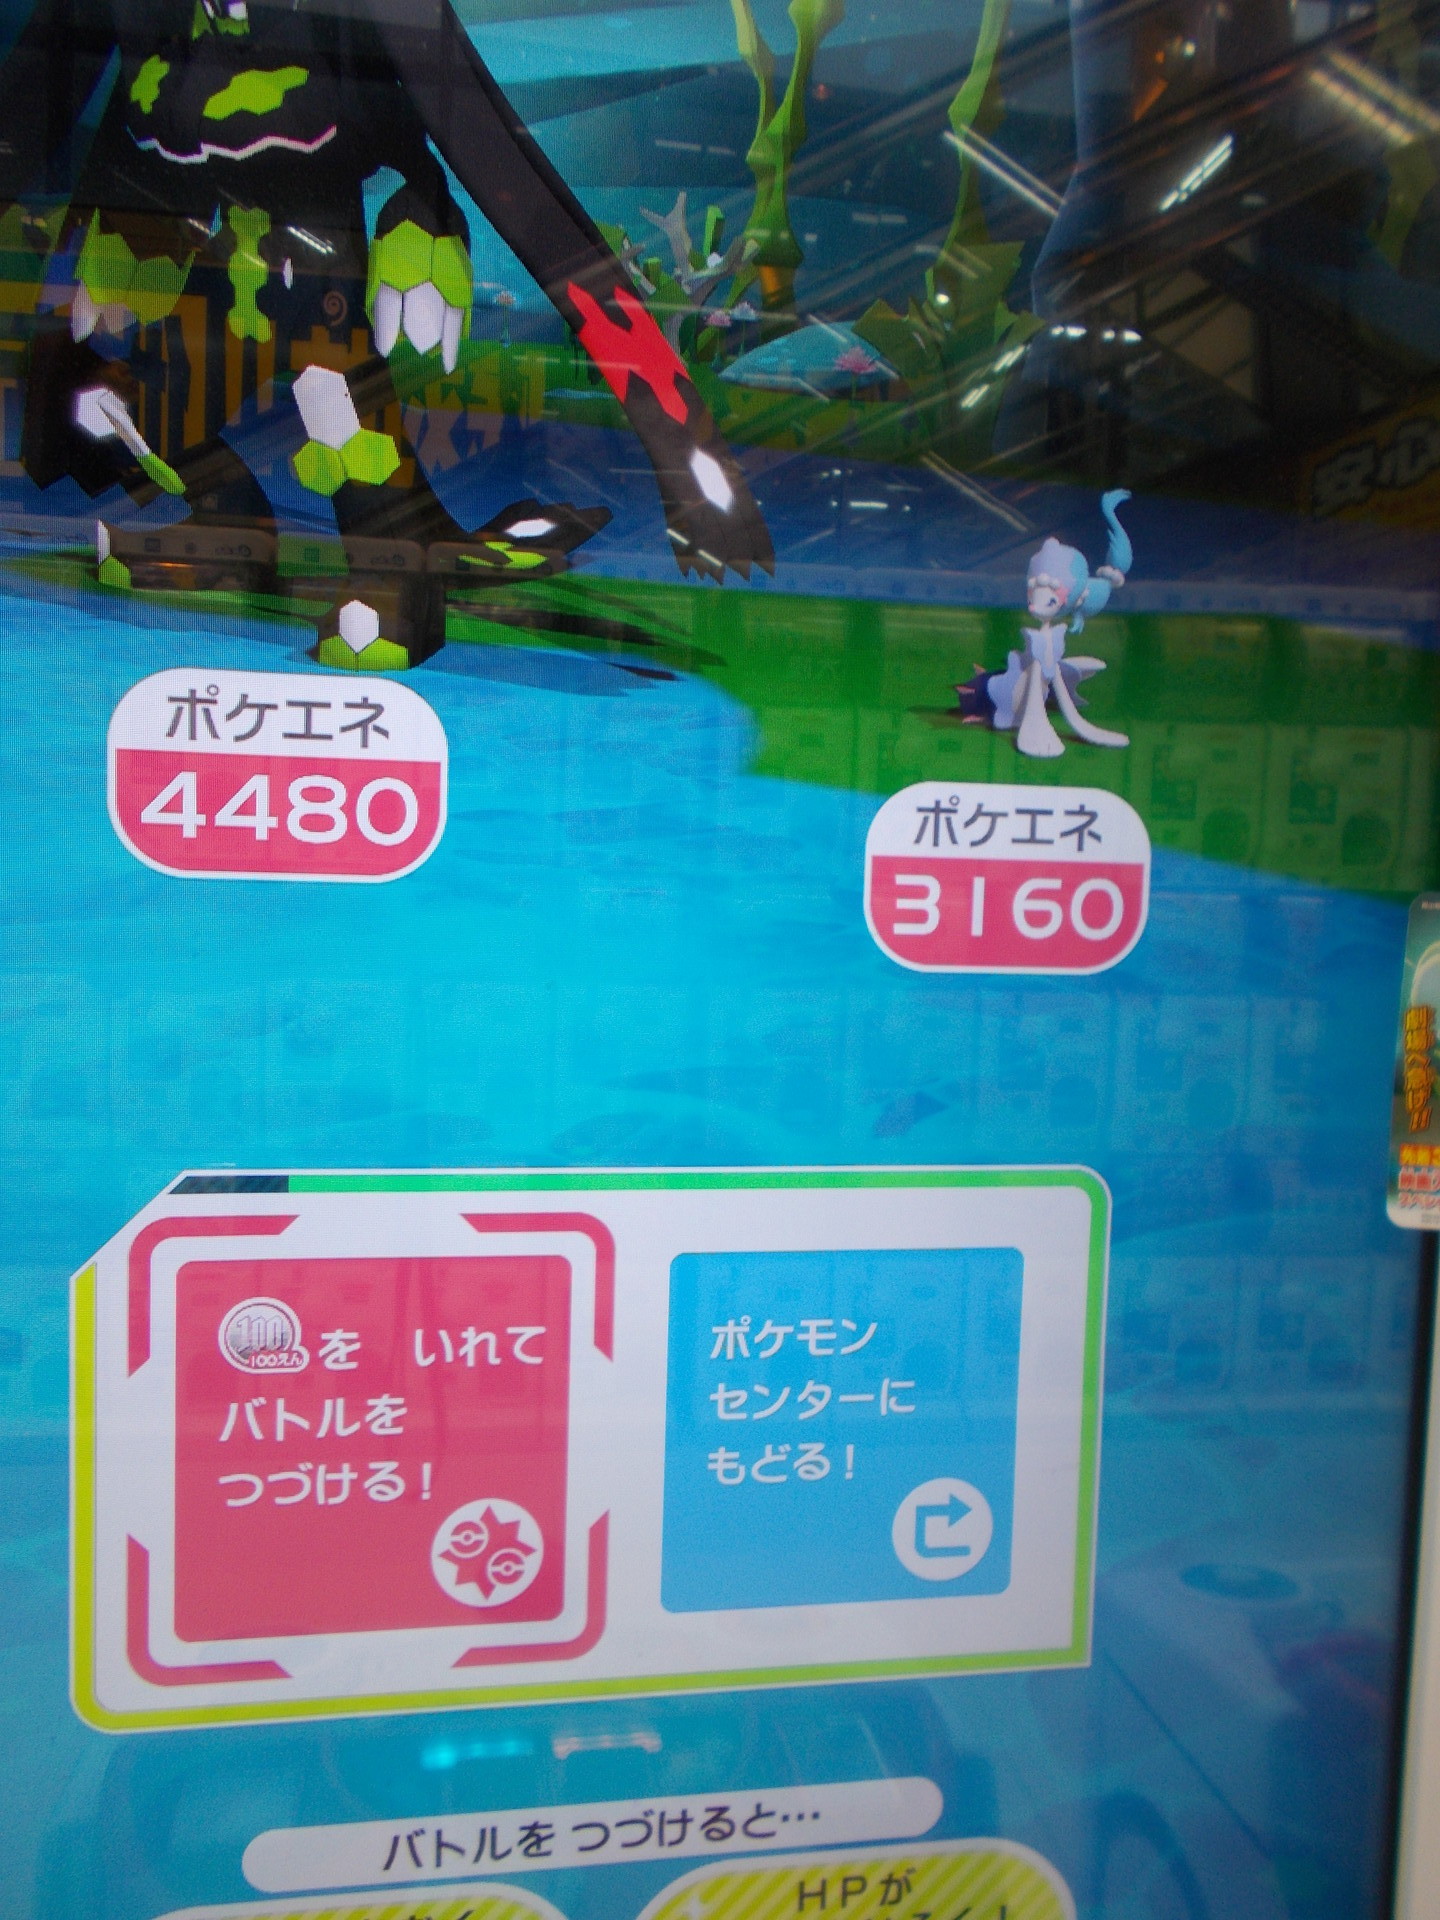 安心
ポケエネ
4480
ポケエネ
3160
100
100えん
を いれて
バトルを
つづける!
ポケモン
センターに
もどる!
バトルを つづけると…
HPが